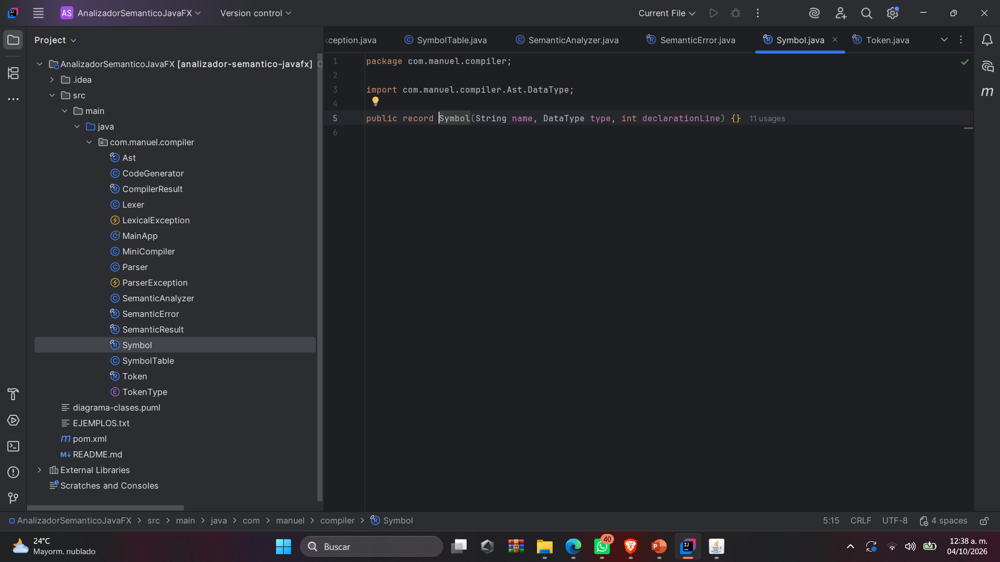 AS AnalizadorSemanticoJavaFX Version control Current File
Project
ception.java SymbolTable.java SemanticAnalyzer.java SemanticError.java Symbol.java Token.java
AnalizadorSemanticoJavaFX [analizador-semantico-javafx] C
.idea
src
main
java
com.manuel.compiler
Ast
CodeGenerator
CompilerResult
Lexer
LexicalException
MainApp
MiniCompiler
Parser
ParserException
SemanticAnalyzer
SemanticError
SemanticResult
Symbol
SymbolTable
Token
TokenType
diagrama-clases.puml
EJEMPLOS.txt
pom.xml
README.md
External Libraries
Scratches and Consoles
1 package com.manuel.compiler;
2
3 import com.manuel.compiler.Ast.DataType;
4
5 public record Symbol(String name, DataType type, int declarationLine) {} 11 usages
6
AnalizadorSemanticoJavaFX > src > main > java > com > manuel > compiler > Symbol
5:15 CRLF UTF-8 4 spaces
24°C
Mayorm. nublado
Buscar
40
12:38 a. m.
04/10/2026